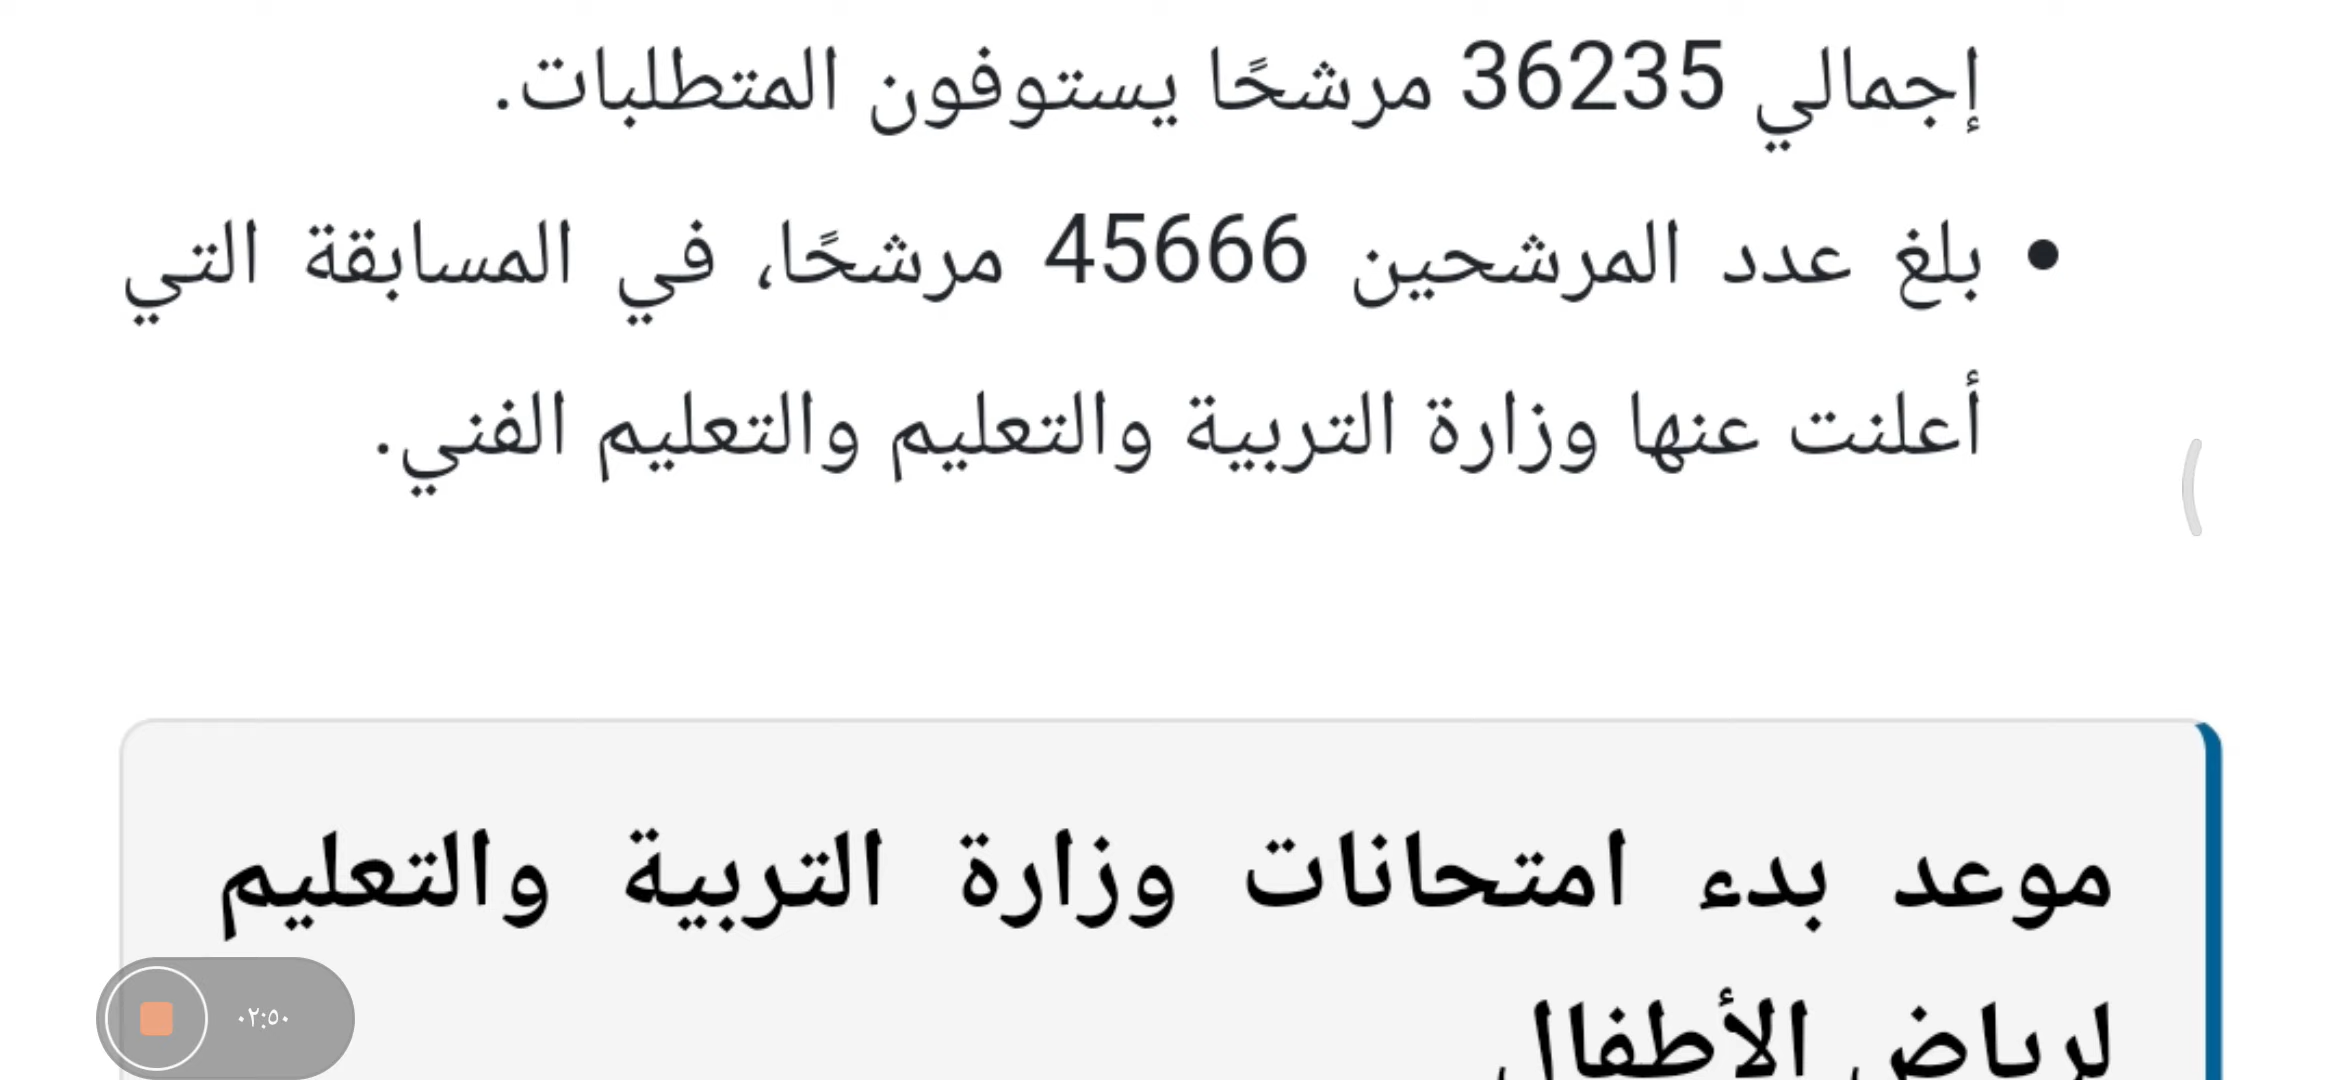 إجمالي 36235 مرشحًا يستوفون المتطلبات.
• بلغ عدد المرشحين 45666 مرشحًا، في المسابقة التي
أعلنت عنها وزارة التربية والتعليم والتعليم الفني.
موعد بدء امتحانات وزارة التربية والتعليم
لرياض الأطفال
٠٢:٥٠